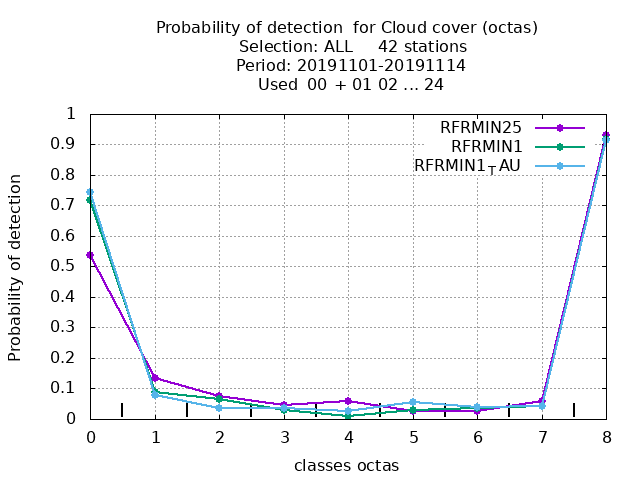 Probability of detection  for Cloud cover (octas)
Selection: ALL     42 stations
Period: 20191101-20191114
Used  00 + 01 02 ... 24
RFRMIN25
RFRMIN1
RFRMIN1TAU
Probability of detection
1
0.9
0.8
0.7
0.6
0.5
0.4
0.3
0.2
0.1
0
0 1 2 3 4 5 6 7 8
classes octas